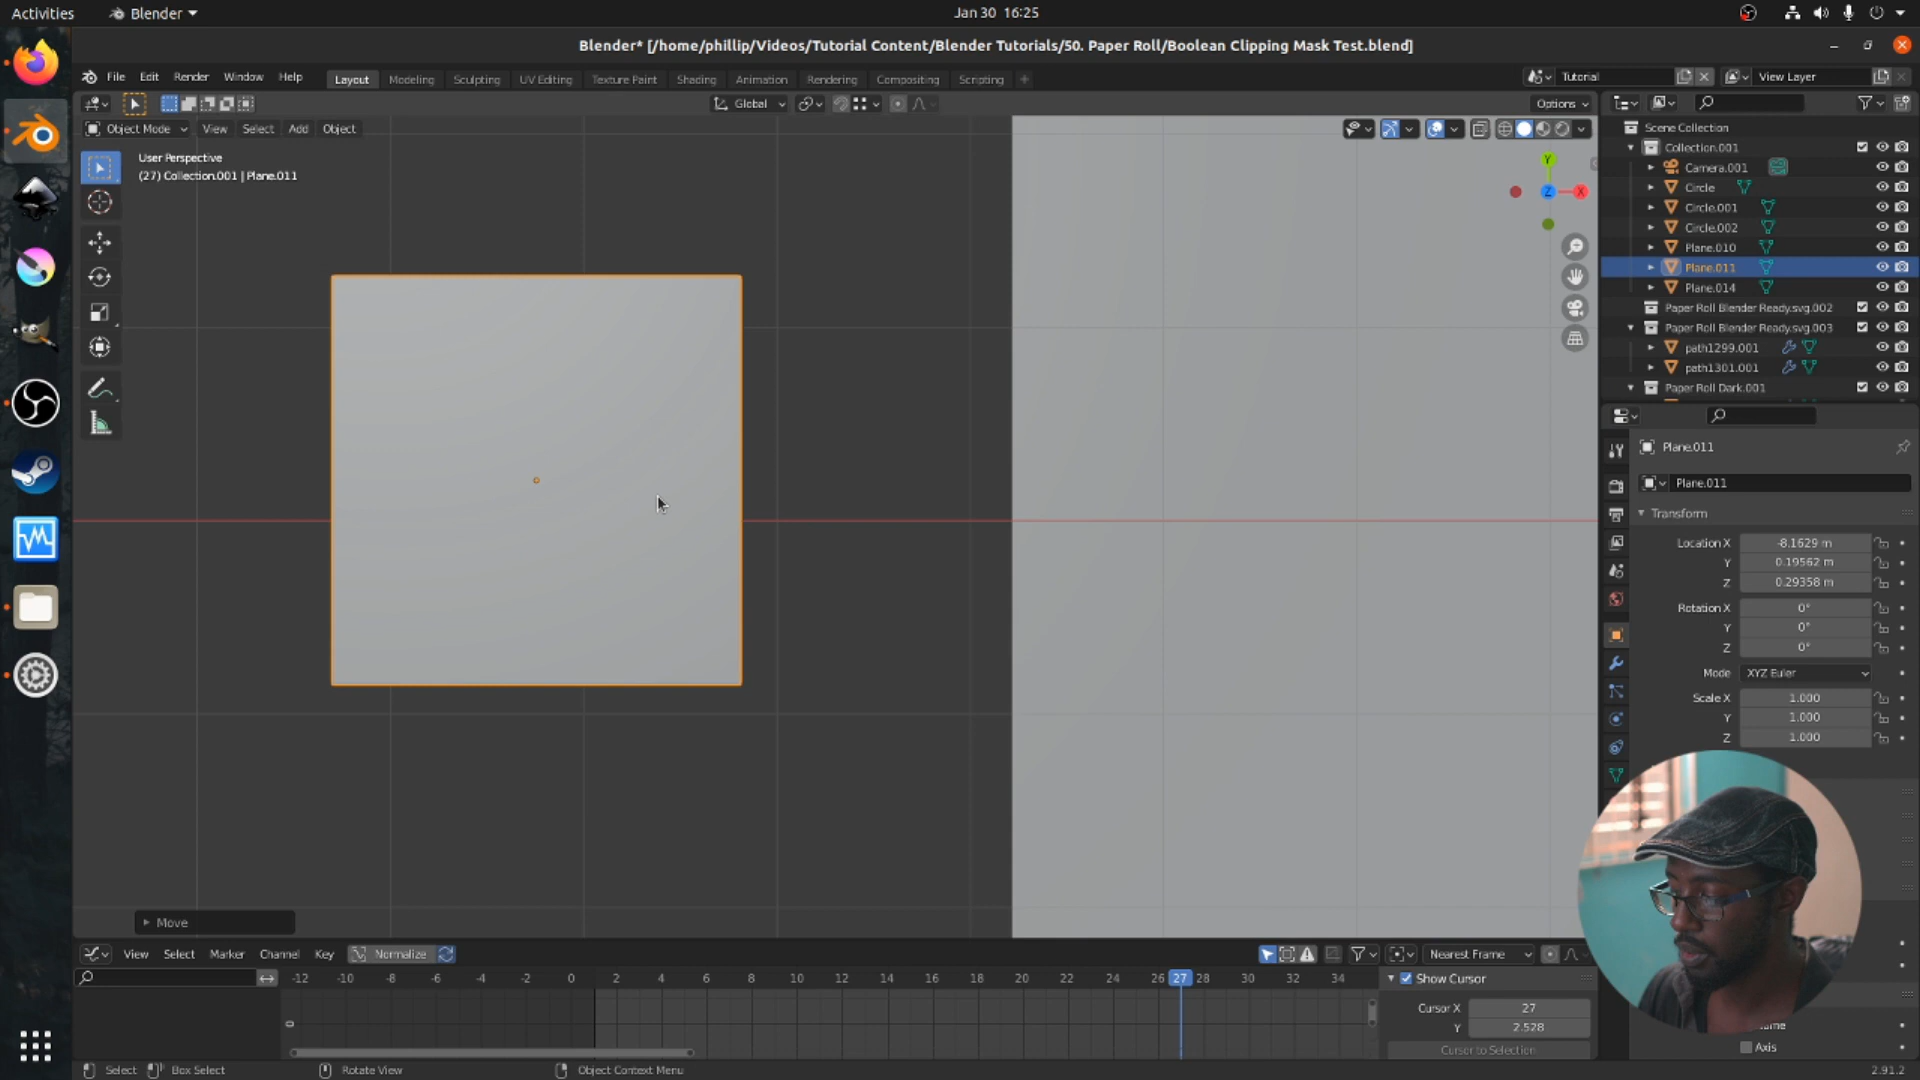 Activities Blender Jan 30 16:25
Blender* [/home/phillip/Videos/Tutorial Content/Blender Tutorials/50. Paper Roll/Boolean Clipping Mask Test.blend]
File Edit Render Window Help Layout Modeling Sculpting UV Editing Texture Paint Shading Animation Rendering Compositing Scripting + Tutorial View Layer
Global Options
Object Mode View Select Add Object
User Perspective
(27) Collection.001 | Plane.011
Y
Z X
Scene Collection
Collection.001
Camera.001
Circle
Circle.001
Circle.002
Plane.010
Plane.011
Plane.014
Paper Roll Blender Ready.svg.002
Paper Roll Blender Ready.svg.003
path1299.001
path1301.001
Paper Roll Dark.001
Plane.011
Plane.011
Transform
Location X -8.1629 m
Y 0.19562 m
Z 0.29358 m
Rotation X 0°
Y 0°
Z 0°
Mode XYZ Euler
Scale X 1.000
Y 1.000
Z 1.000
Axis
Move
View Select Marker Channel Key Normalize Nearest Frame
-12 -10 -8 -6 -4 -2 0 2 4 6 8 10 12 14 16 18 20 22 24 26 27 28 30 32 34
Show Cursor
Cursor X 27
Y 2.528
Cursor to Selection
Select Box Select Rotate View Object Context Menu 2.91.2